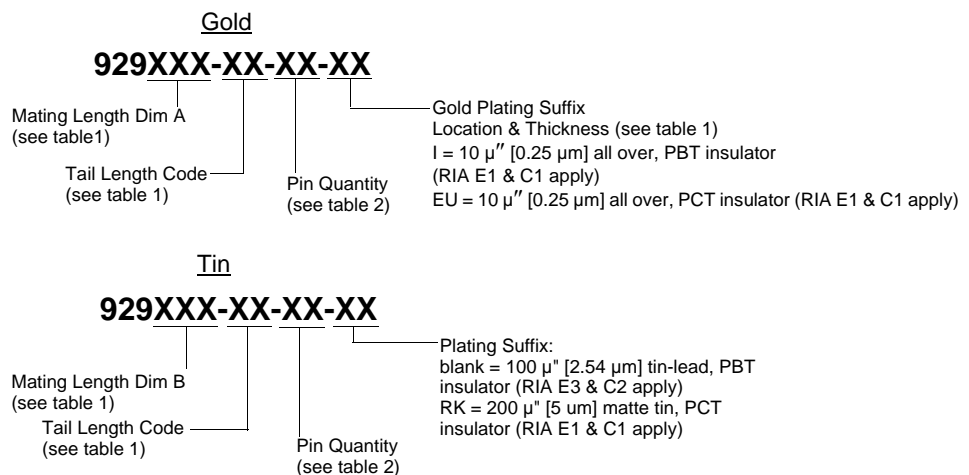 Gold
929XXX-XX-XX-XX
Mating Length Dim A
(see table1)
Tail Length Code
(see table 1)
Pin Quantity
(see table 2)
Gold Plating Suffix
Location & Thickness (see table 1)
I = 10 µ″ [0.25 µm] all over, PBT insulator
(RIA E1 & C1 apply)
EU = 10 µ″ [0.25 µm] all over, PCT insulator (RIA E1 & C1 apply)
Tin
929XXX-XX-XX-XX
Mating Length Dim B
(see table 1)
Tail Length Code
(see table 1)
Pin Quantity
(see table 2)
Plating Suffix:
blank = 100 µ" [2.54 µm] tin-lead, PBT
insulator (RIA E3 & C2 apply)
RK = 200 µ" [5 um] matte tin, PCT
insulator (RIA E1 & C1 apply)